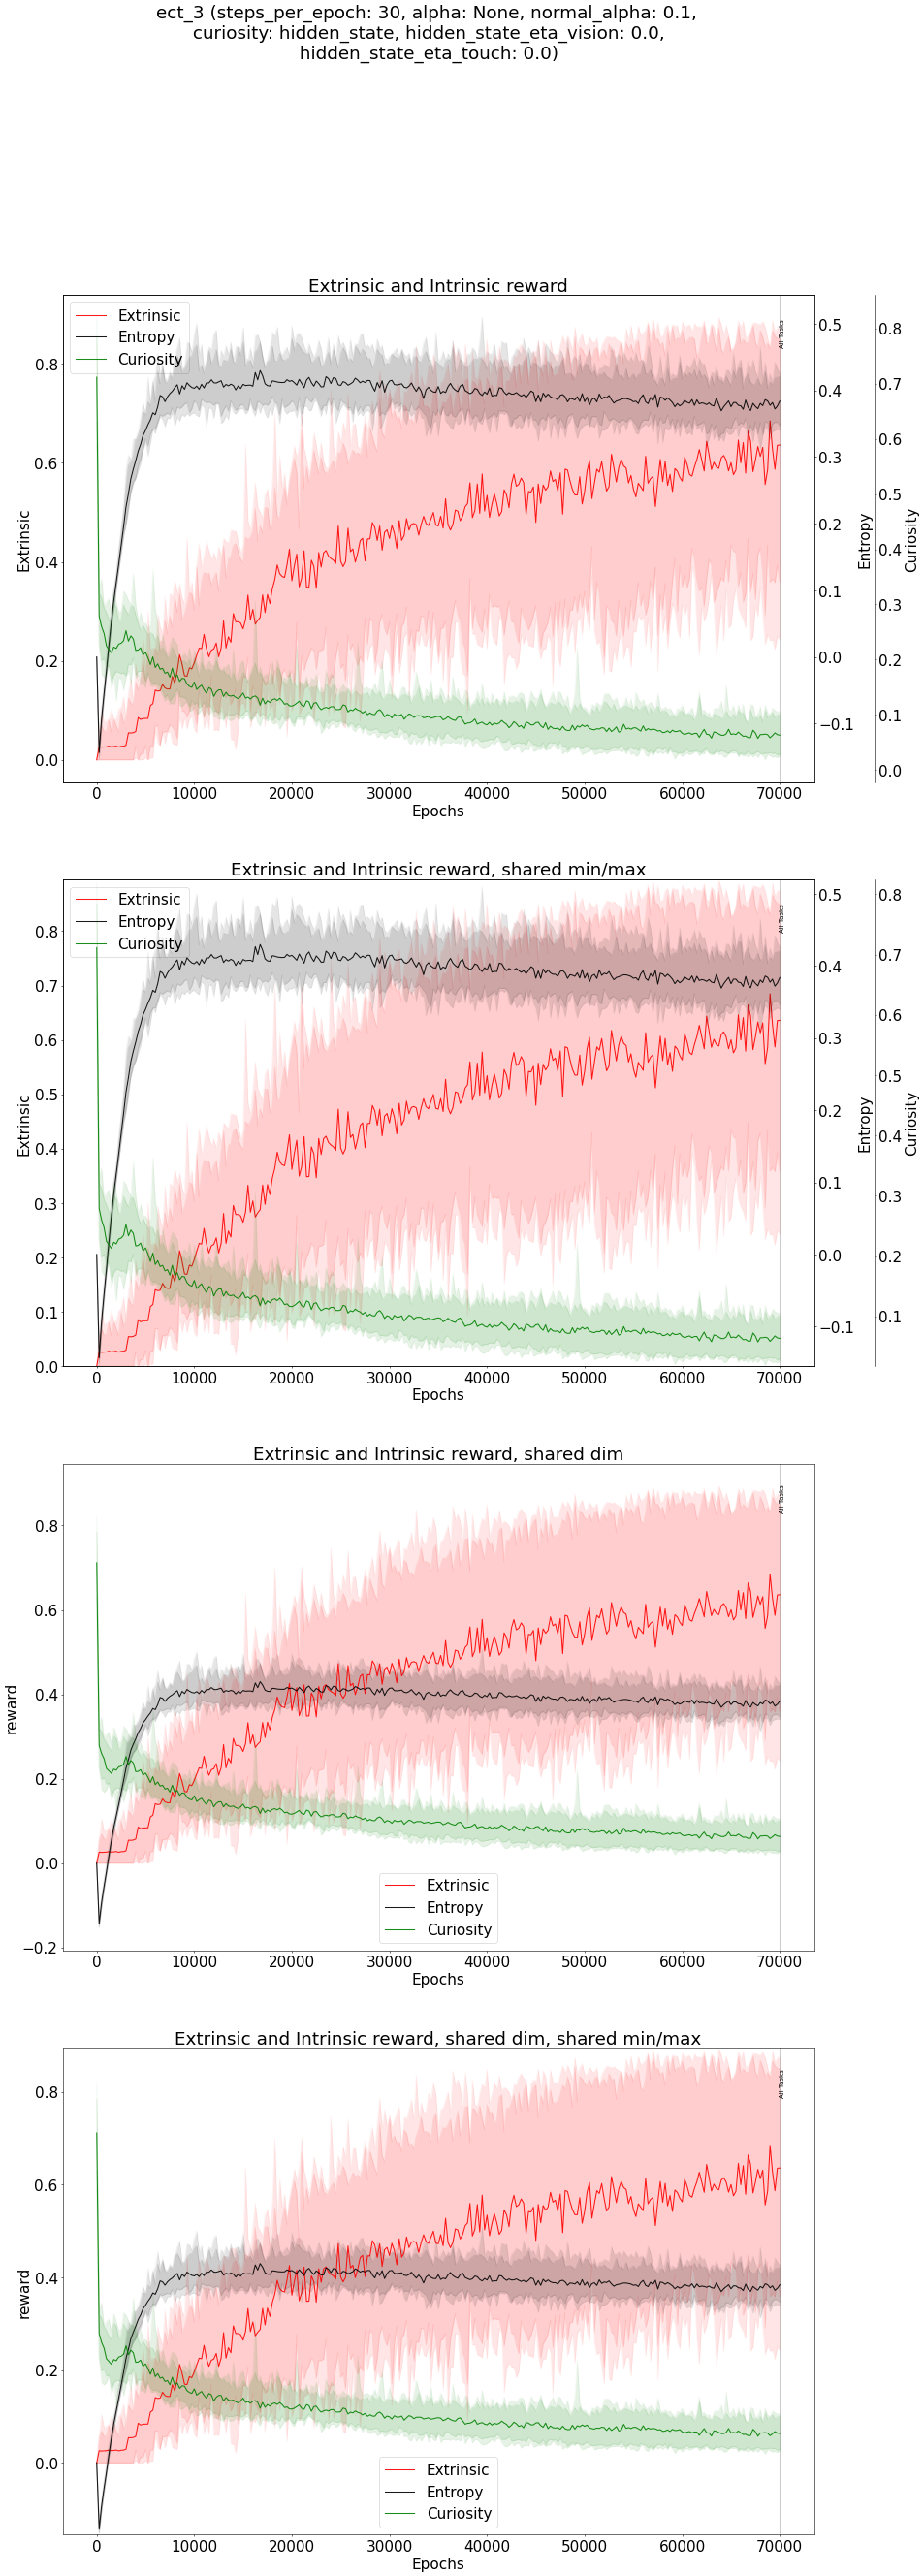 ect_3 (steps_per_epoch: 30, alpha: None, normal_alpha: 0.1,
curiosity: hidden_state, hidden_state_eta_vision: 0.0,
hidden_state_eta_touch: 0.0)
Extrinsic and Intrinsic reward
Extrinsic
Entropy
Curiosity
All Tasks
0.8
0.6
0.4
0.2
0.0
Extrinsic
0.5
0.4
0.3
0.2
0.1
0.0
−0.1
Entropy
0.8
0.7
0.6
0.5
0.4
0.3
0.2
0.1
0.0
Curiosity
0 10000 20000 30000 40000 50000 60000 70000
Epochs
Extrinsic and Intrinsic reward, shared min/max
Extrinsic
Entropy
Curiosity
All Tasks
0.8
0.7
0.6
0.5
0.4
0.3
0.2
0.1
0.0
Extrinsic
0.5
0.4
0.3
0.2
0.1
0.0
−0.1
Entropy
0.8
0.7
0.6
0.5
0.4
0.3
0.2
0.1
Curiosity
0 10000 20000 30000 40000 50000 60000 70000
Epochs
Extrinsic and Intrinsic reward, shared dim
All Tasks
0.8
0.6
0.4
0.2
0.0
−0.2
reward
Extrinsic
Entropy
Curiosity
0 10000 20000 30000 40000 50000 60000 70000
Epochs
Extrinsic and Intrinsic reward, shared dim, shared min/max
All Tasks
0.8
0.6
0.4
0.2
0.0
reward
Extrinsic
Entropy
Curiosity
0 10000 20000 30000 40000 50000 60000 70000
Epochs